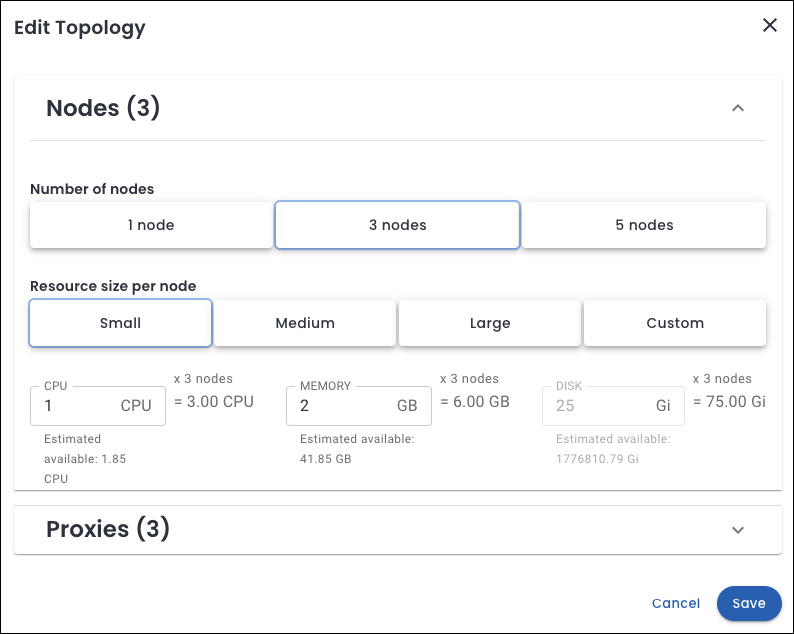 Edit Topology
Nodes (3)
Number of nodes
1 node
3 nodes
5 nodes
Resource size per node
Small
Medium
Large
Custom
CPU
1 CPU
x 3 nodes
= 3.00 CPU
Estimated
available: 1.85
CPU
MEMORY
2 GB
x 3 nodes
= 6.00 GB
Estimated available:
41.85 GB
DISK
25 Gi
x 3 nodes
= 75.00 Gi
Estimated available:
1776810.79 Gi
Proxies (3)
Cancel
Save